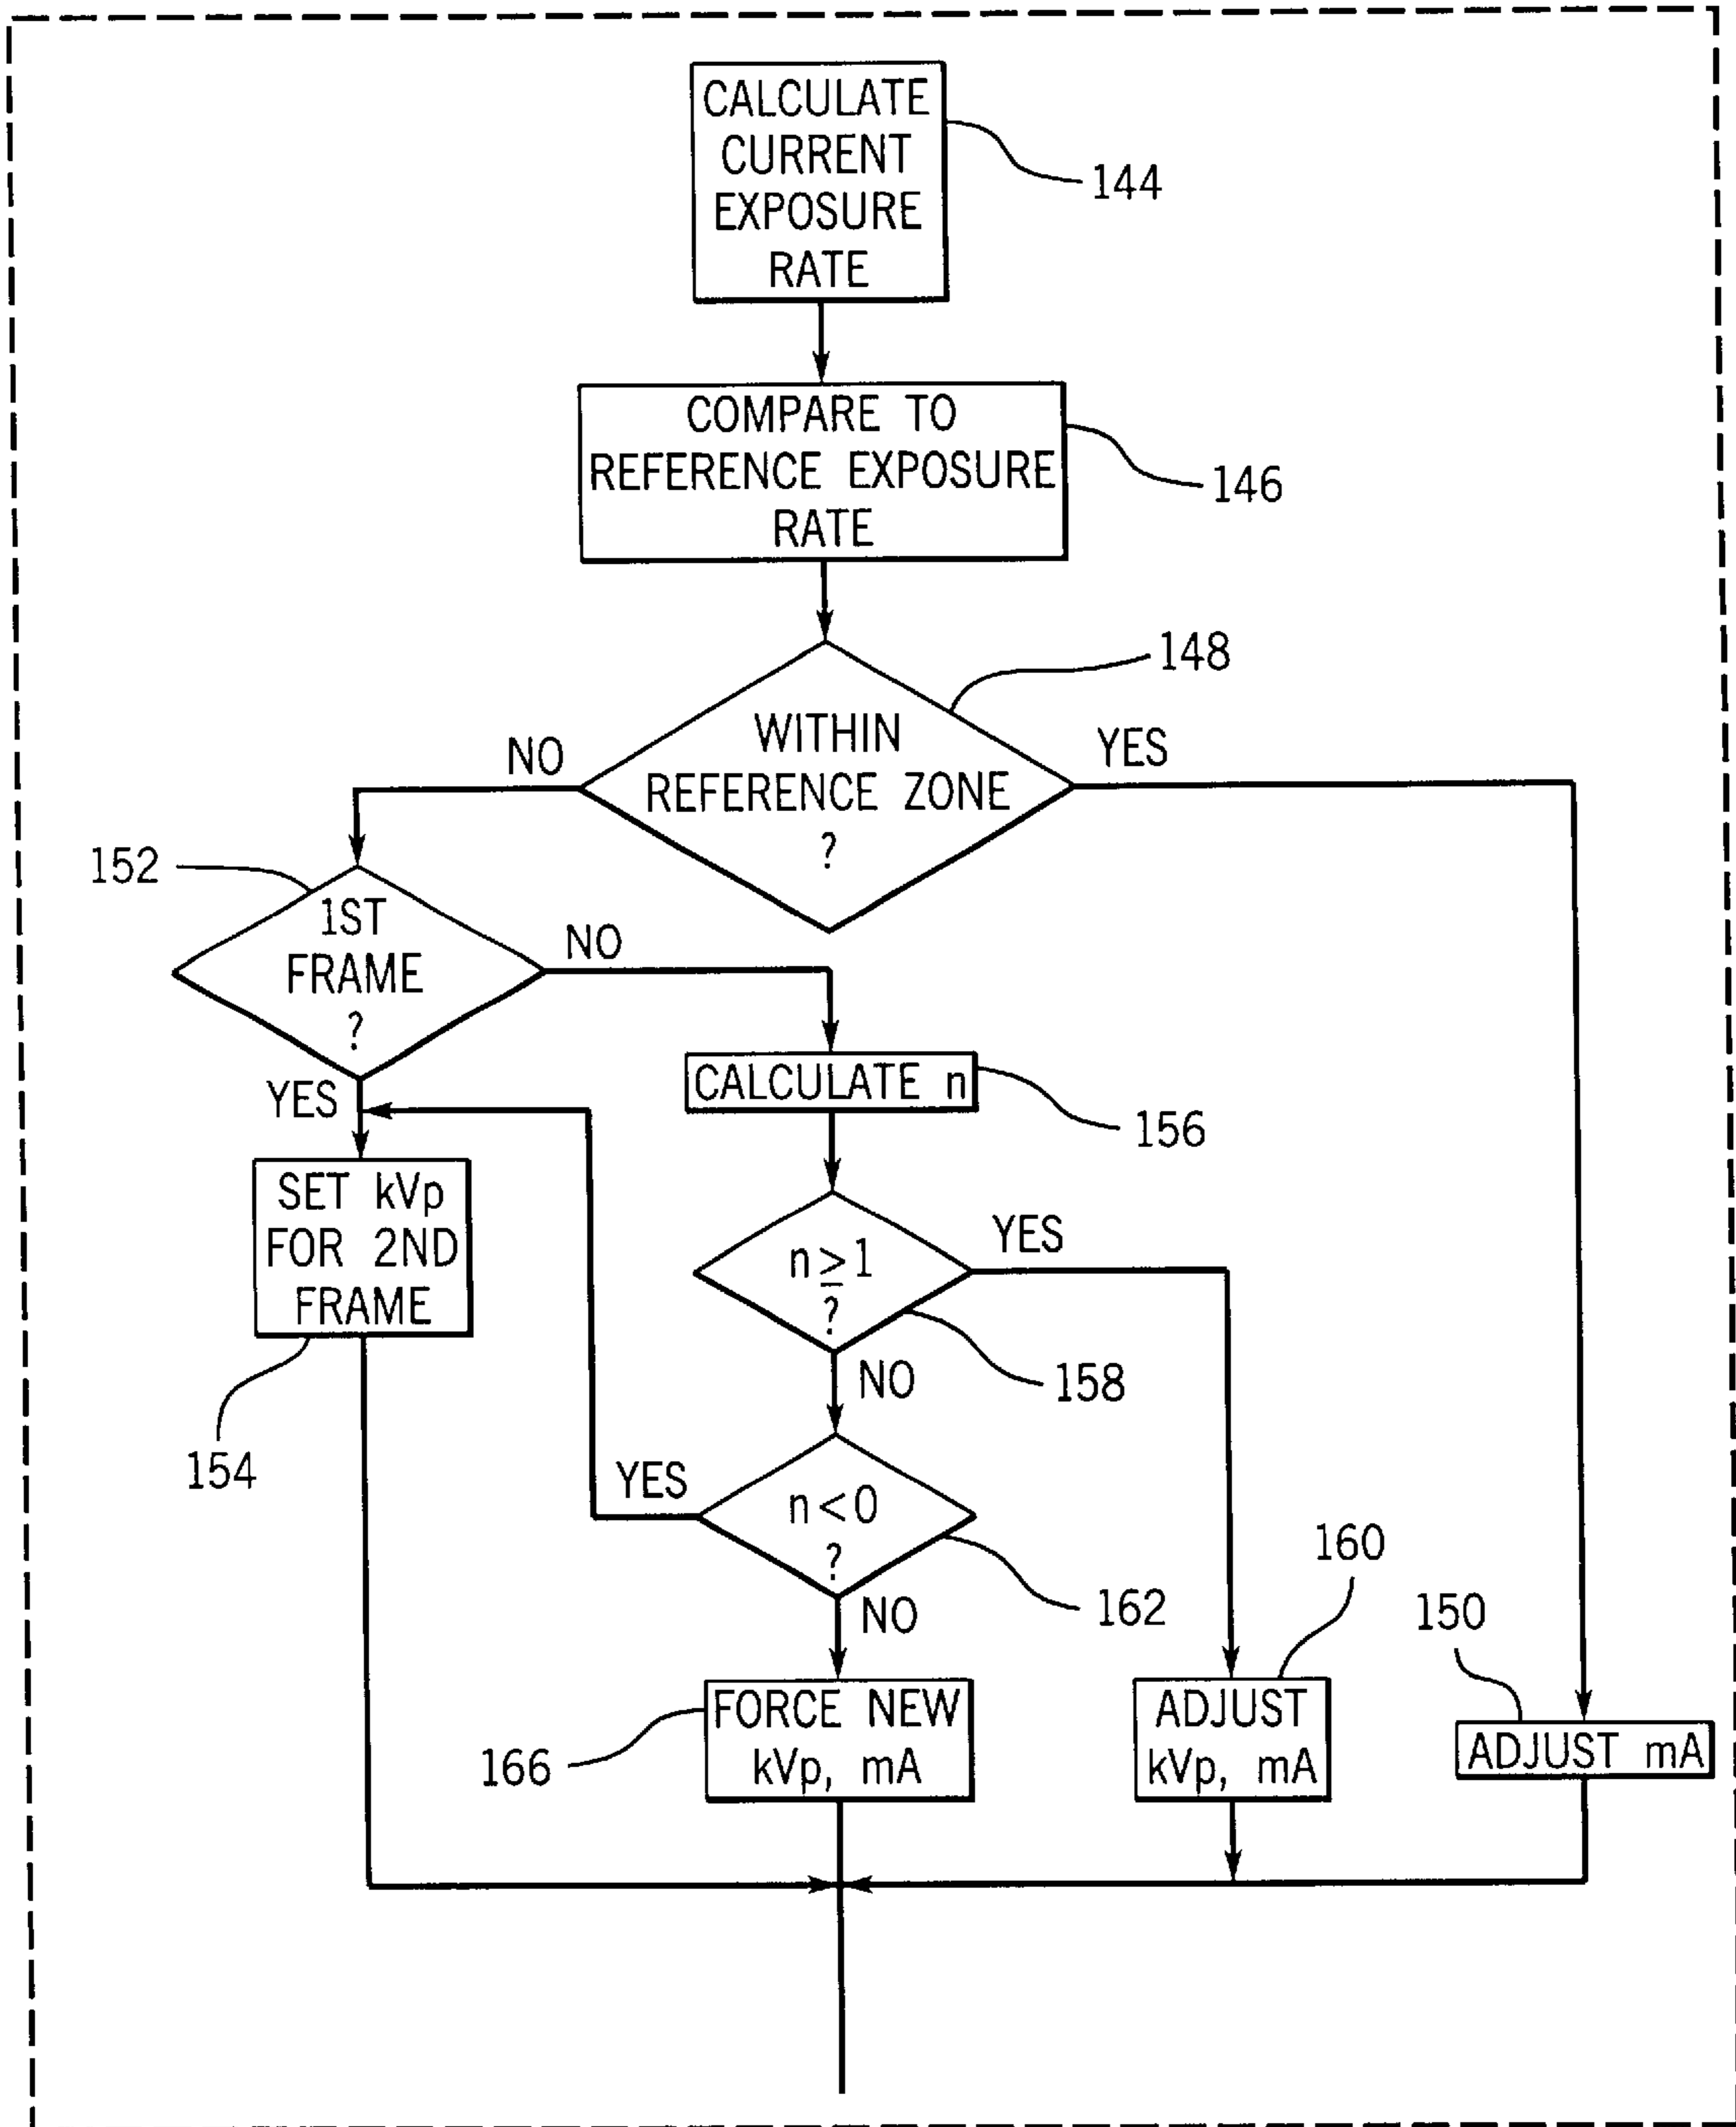 CALCULATE
CURRENT
EXPOSURE
RATE
144
COMPARE TO
REFERENCE EXPOSURE
RATE
146
148
WITHIN
REFERENCE ZONE
?
NO
YES
152
1ST
FRAME
?
NO
YES
CALCULATE n
156
SET kVp
FOR 2ND
FRAME
154
n≥1
?
YES
158
NO
n<0
?
YES
162
NO
160
150
FORCE NEW
kVp, mA
166
ADJUST
kVp, mA
ADJUST mA